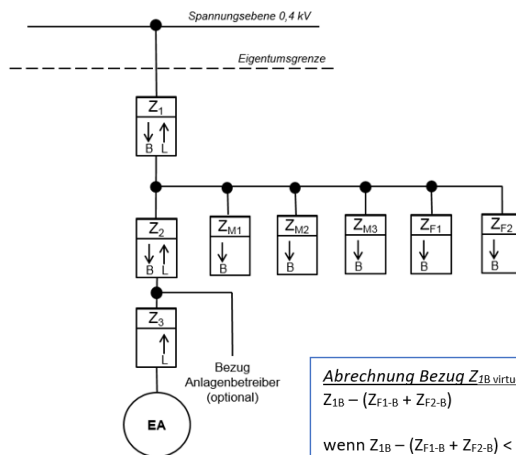 Spannungsebene 0,4 kV
Eigentumsgrenze
Z1
B L
Z2 ZM1 ZM2 ZM3 ZF1 ZF2
B L B B B B B
Z3
L
Bezug
Anlagenbetreiber
(optional)
EA
Abrechnung Bezug Z1B virtu
Z1B – (ZF1-B + ZF2-B)
wenn Z1B – (ZF1-B + ZF2-B) <